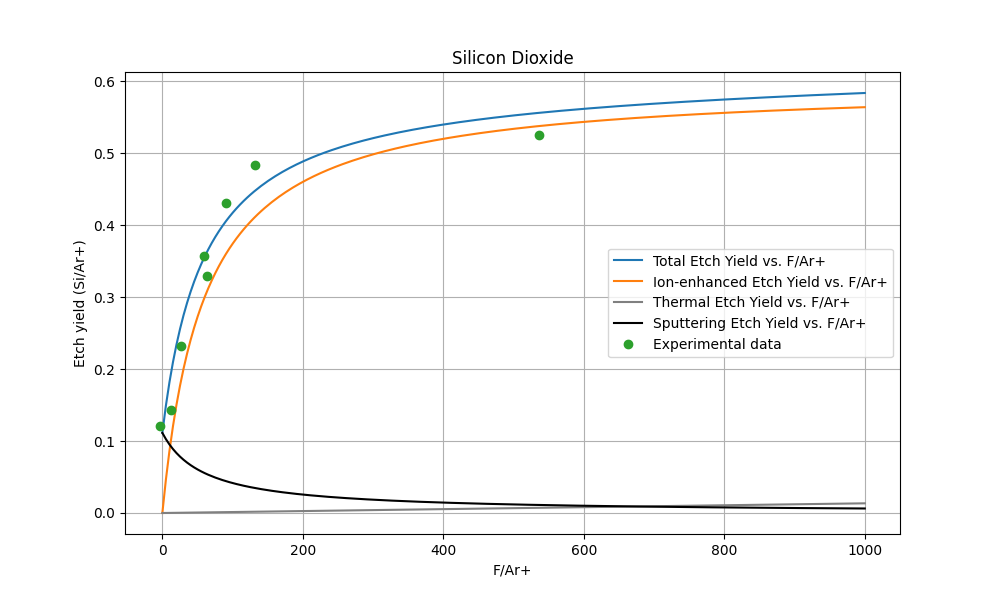 Silicon Dioxide
Etch yield (Si/Ar+)
0.6
0.5
0.4
0.3
0.2
0.1
0.0
Total Etch Yield vs. F/Ar+
Ion-enhanced Etch Yield vs. F/Ar+
Thermal Etch Yield vs. F/Ar+
Sputtering Etch Yield vs. F/Ar+
Experimental data
0 200 400 600 800 1000
F/Ar+